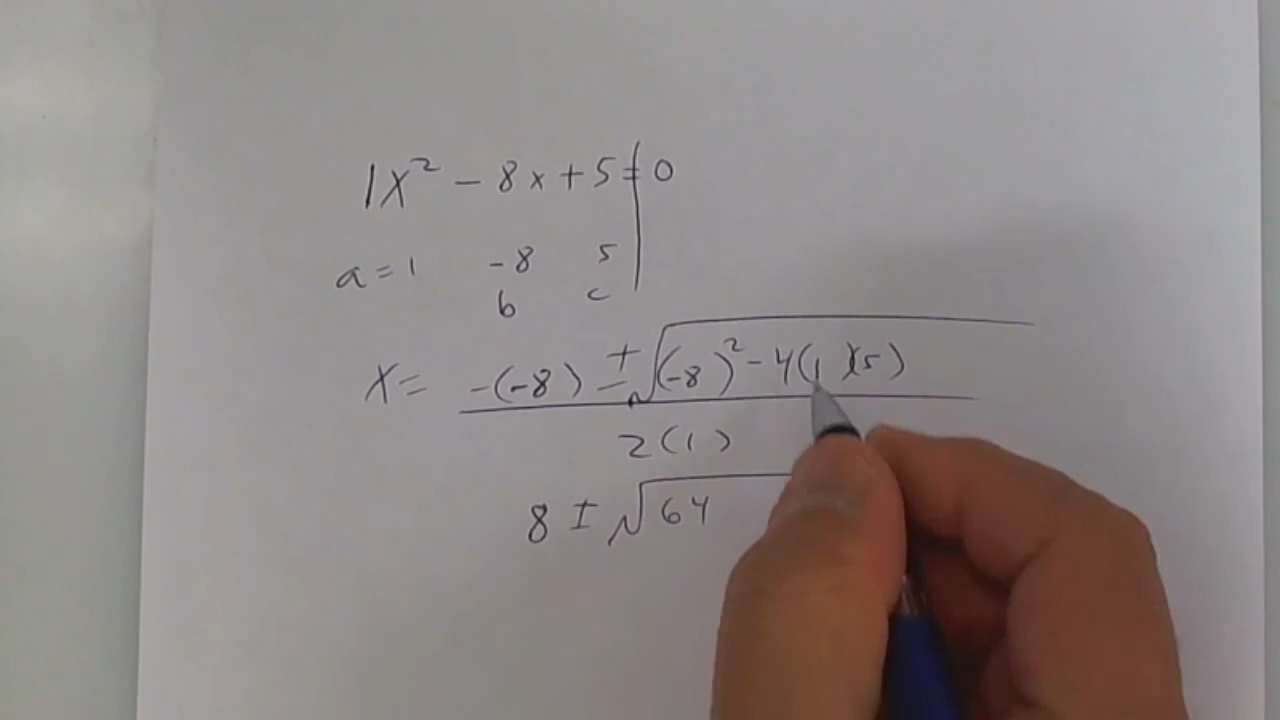 1x² - 8x + 5 = 0
a = 1 -8 5
b c
x = -(-8) ± √(-8)² - 4(1)(5)
2(1)
8 ± √64